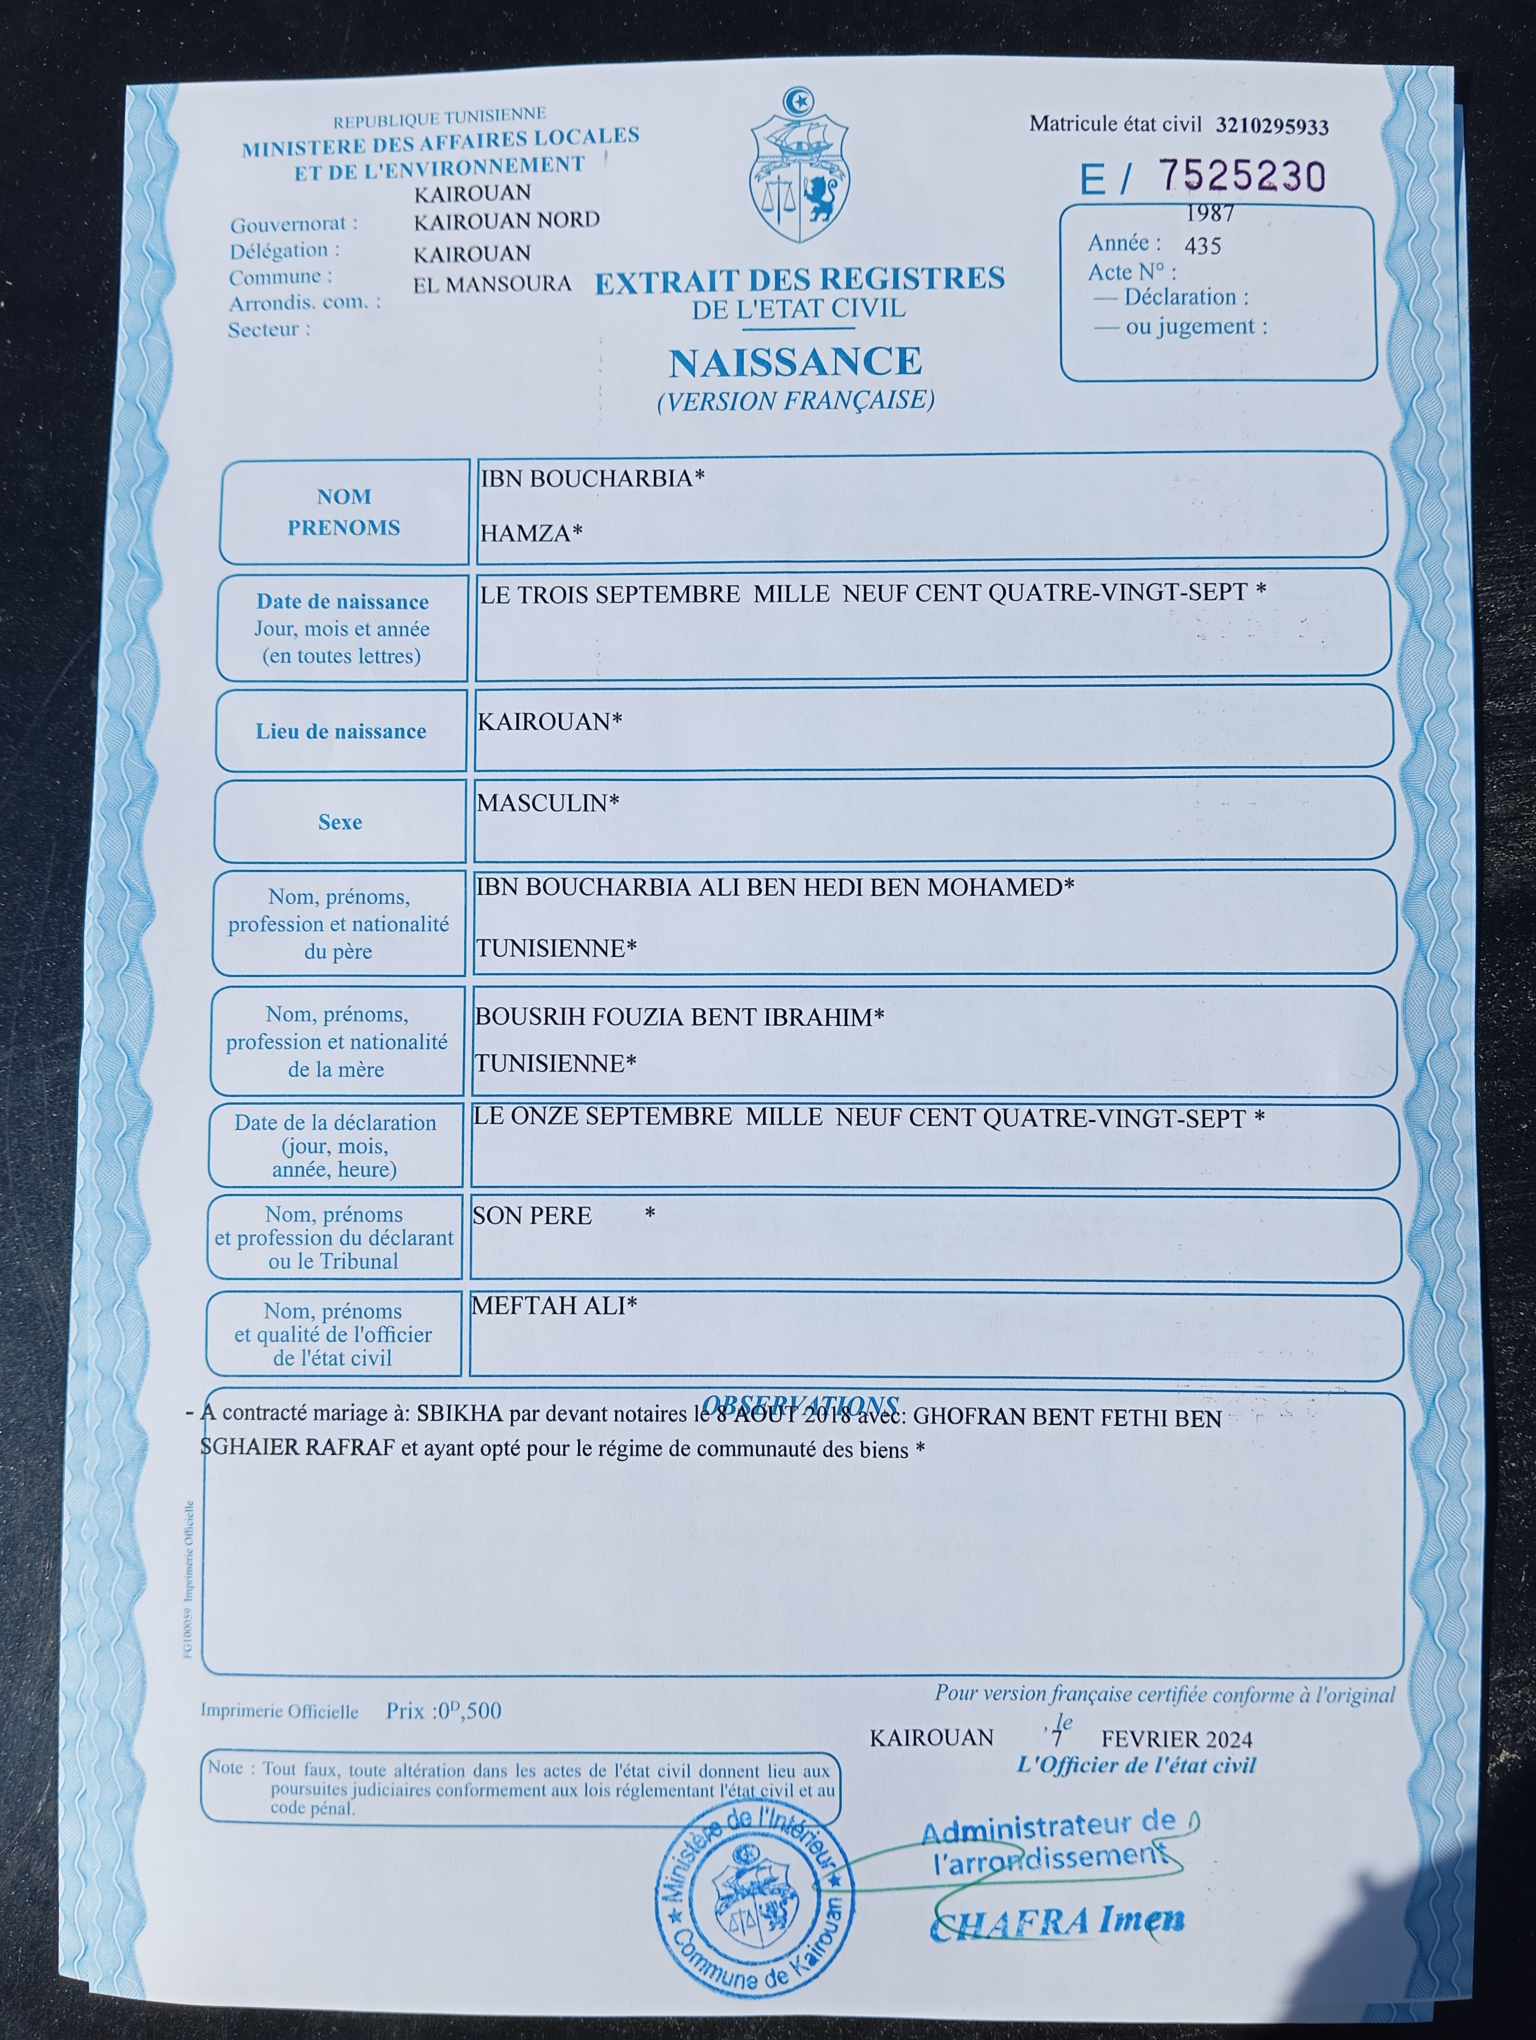 REPUBLIQUE TUNISIENNE
MINISTERE DES AFFAIRES LOCALES
ET DE L'ENVIRONNEMENT
KAIROUAN
Gouvernorat : KAIROUAN NORD
Délégation : KAIROUAN
Commune : EL MANSOURA
Arrondis. com. :
Secteur :
Matricule état civil 3210295933
E / 7525230
1987
Année : 435
Acte N° :
— Déclaration :
— ou jugement :
EXTRAIT DES REGISTRES
DE L'ETAT CIVIL
NAISSANCE
(VERSION FRANÇAISE)
NOM
PRENOMS
IBN BOUCHARBIA*
HAMZA*
Date de naissance
Jour, mois et année
(en toutes lettres)
LE TROIS SEPTEMBRE MILLE NEUF CENT QUATRE-VINGT-SEPT *
Lieu de naissance
KAIROUAN*
Sexe
MASCULIN*
Nom, prénoms,
profession et nationalité
du père
IBN BOUCHARBIA ALI BEN HEDI BEN MOHAMED*
TUNISIENNE*
Nom, prénoms,
profession et nationalité
de la mère
BOUSRIH FOUZIA BENT IBRAHIM*
TUNISIENNE*
Date de la déclaration
(jour, mois,
année, heure)
LE ONZE SEPTEMBRE MILLE NEUF CENT QUATRE-VINGT-SEPT *
Nom, prénoms
et profession du déclarant
ou le Tribunal
SON PERE *
Nom, prénoms
et qualité de l'officier
de l'état civil
MEFTAH ALI*
OBSERVATIONS
- A contracté mariage à: SBIKHA par devant notaires le 8 AOUT 2018 avec: GHOFRAN BENT FETHI BEN
SGHAIER RAFRAF et ayant opté pour le régime de communauté des biens *
FG100059 Imprimerie Officielle
Imprimerie Officielle Prix :0D,500
Pour version française certifiée conforme à l'original
KAIROUAN , le 7 FEVRIER 2024
L'Officier de l'état civil
Note : Tout faux, toute altération dans les actes de l'état civil donnent lieu aux
poursuites judiciaires conformement aux lois réglementant l'état civil et au
code pénal.
Ministère de l'Intérieur
Commune de Kairouan
Administrateur de
l'arrondissement
CHAFRA Imen